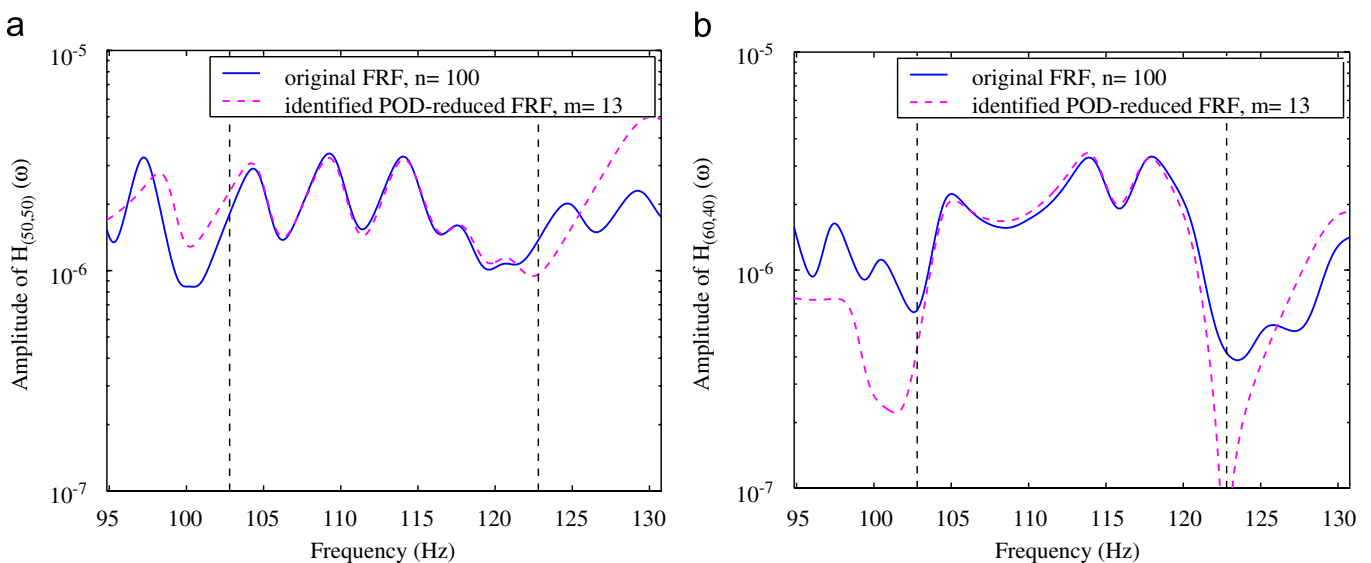 a
10-5
original FRF, n= 100
identified POD-reduced FRF, m= 13
Amplitude of H(50,50) (ω)
10-6
10-7
95 100 105 110 115 120 125 130
Frequency (Hz)
b
10-5
original FRF, n= 100
identified POD-reduced FRF, m= 13
Amplitude of H(60,40) (ω)
10-6
10-7
95 100 105 110 115 120 125 130
Frequency (Hz)